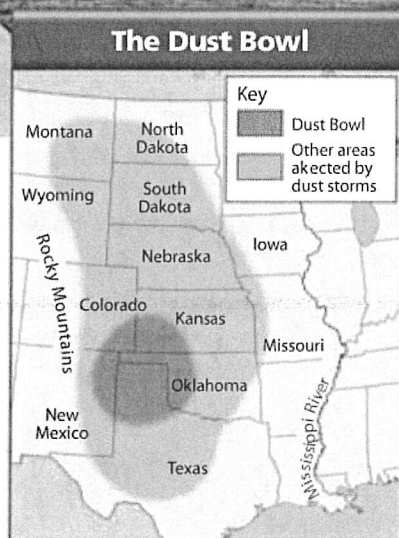 The Dust Bowl
Key
Dust Bowl
Other areas
akected by
dust storms
Montana
North
Dakota
Wyoming
South
Dakota
Nebraska
Iowa
Rocky Mountains
Colorado
Kansas
Missouri
Oklahoma
New
Mexico
Texas
Mississippi River